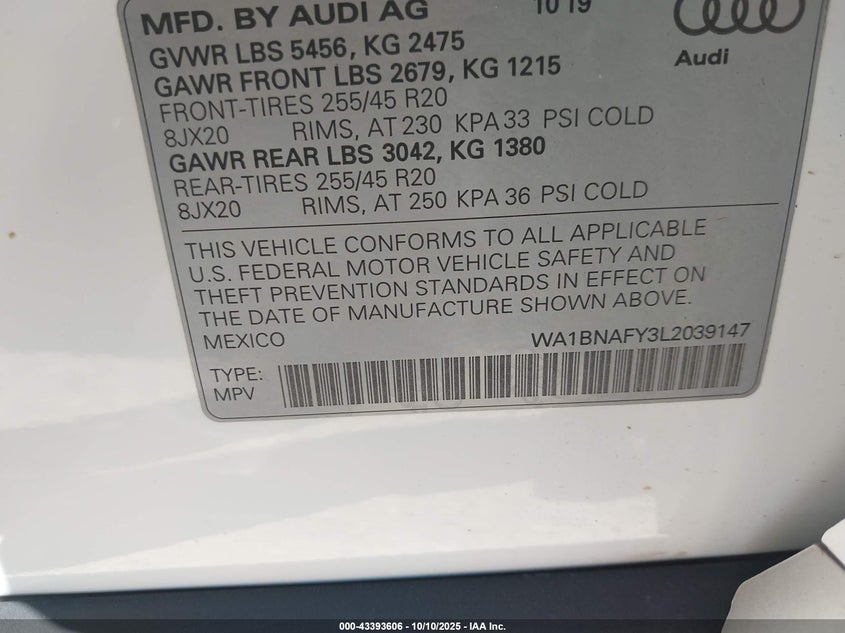 MFD. BY AUDI AG 10 19
GVWR LBS 5456, KG 2475
GAWR FRONT LBS 2679, KG 1215
Audi
FRONT-TIRES 255/45 R20
8JX20 RIMS, AT 230 KPA 33 PSI COLD
GAWR REAR LBS 3042, KG 1380
REAR-TIRES 255/45 R20
8JX20 RIMS, AT 250 KPA 36 PSI COLD
THIS VEHICLE CONFORMS TO ALL APPLICABLE
U.S. FEDERAL MOTOR VEHICLE SAFETY AND
THEFT PREVENTION STANDARDS IN EFFECT ON
THE DATE OF MANUFACTURE SHOWN ABOVE.
MEXICO WA1BNAFY3L2039147
TYPE:
MPV
000-43393606 - 10/10/2025 - IAA Inc.